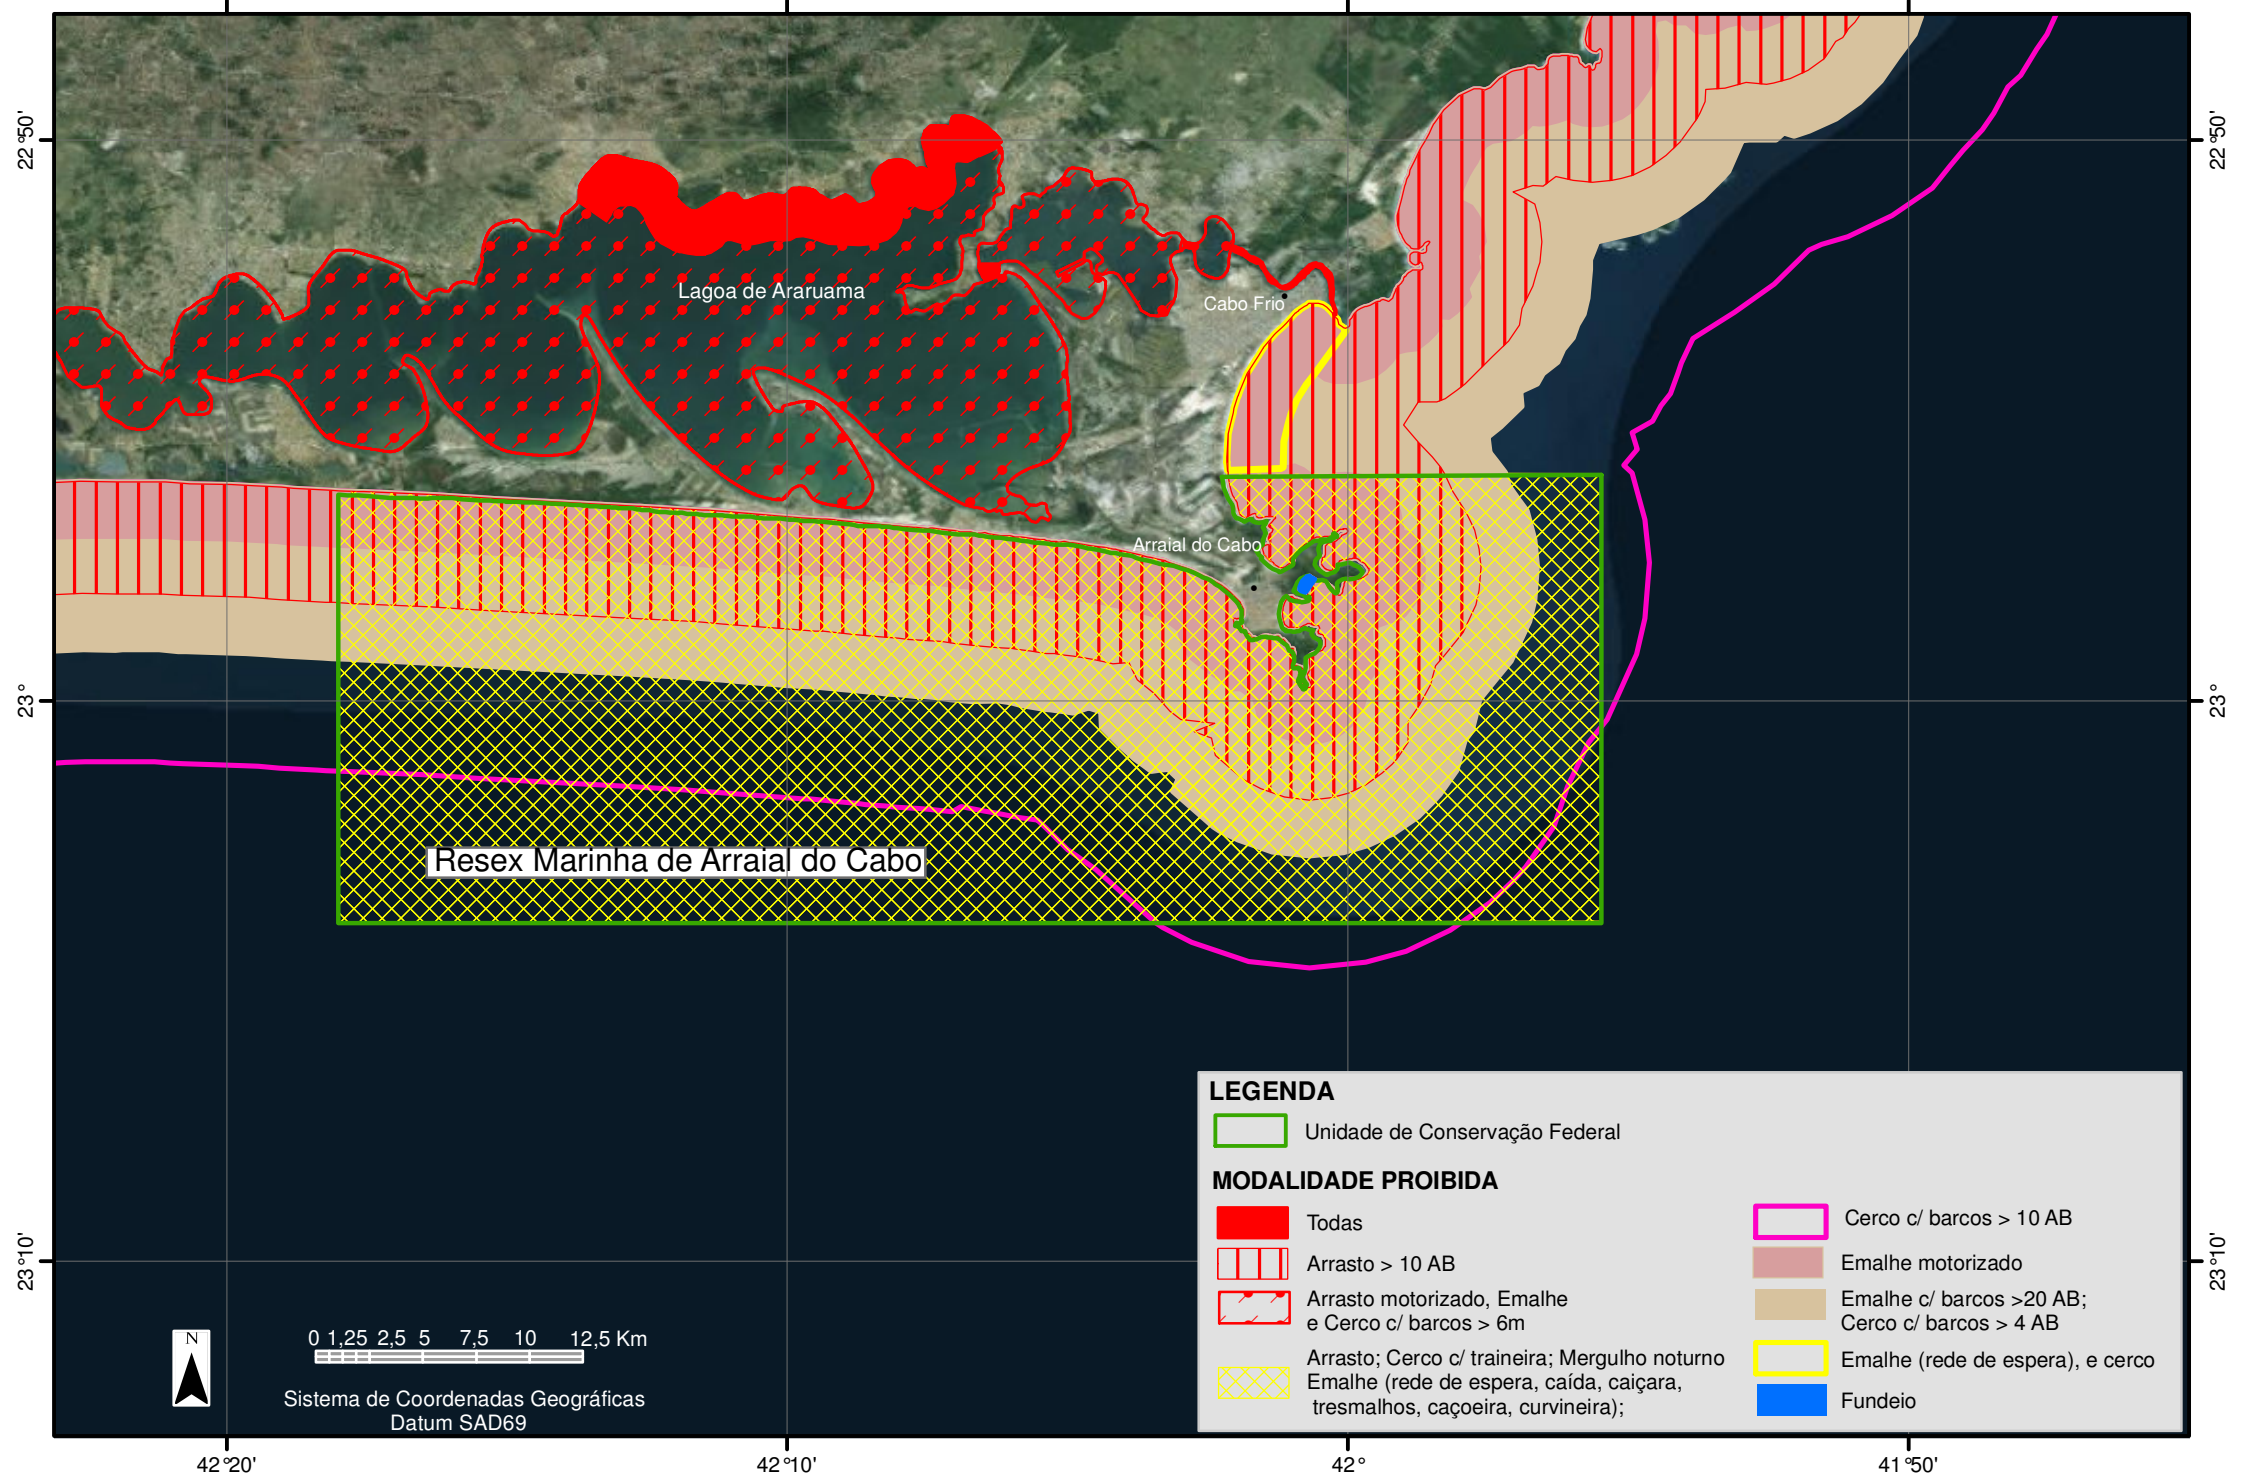 22°50'
22°50'
Lagoa de Araruama
Cabo Frio
Arraial do Cabo
23°
23°
Resex Marinha de Arraial do Cabo
LEGENDA
Unidade de Conservação Federal
MODALIDADE PROIBIDA
Todas
Arrasto > 10 AB
Arrasto motorizado, Emalhe
e Cerco c/ barcos > 6m
Arrasto; Cerco c/ traineira; Mergulho noturno
Emalhe (rede de espera, caída, caiçara,
tresmalhos, caçoeira, curvineira);
Cerco c/ barcos > 10 AB
Emalhe motorizado
Emalhe c/ barcos >20 AB;
Cerco c/ barcos > 4 AB
Emalhe (rede de espera), e cerco
Fundeio
23°10'
23°10'
N
0 1,25 2,5 5 7,5 10 12,5 Km
Sistema de Coordenadas Geográficas
Datum SAD69
42°20'
42°10'
42°
41°50'